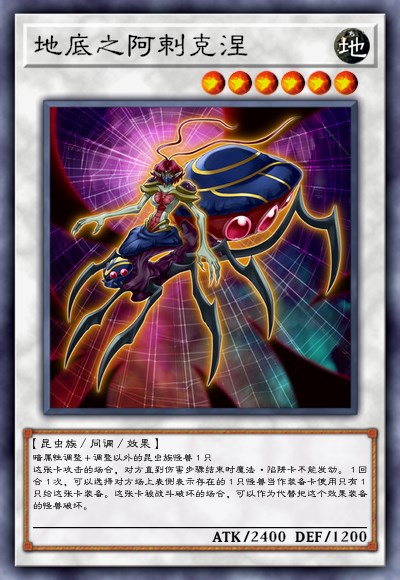 地底之阿刺克涅
地
【昆虫族／同调／效果】
暗属性调整＋调整以外的昆虫族怪兽1只
这张卡攻击的场合，对方直到伤害步骤结束时魔法·陷阱卡不能发动。1回
合1次，可以选择对方场上表侧表示存在的1只怪兽当作装备卡使用只有1
只给这张卡装备。这张卡被战斗破坏的场合，可以作为代替把这个效果装备
的怪兽破坏。
ATK/2400 DEF/1200